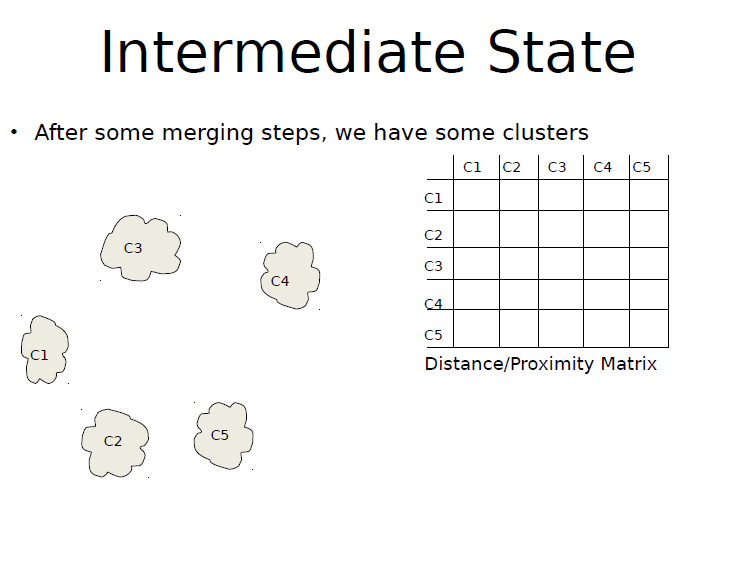 Intermediate State
• After some merging steps, we have some clusters
C1 C2 C3 C4 C5
C1
C2
C3
C4
C5
Distance/Proximity Matrix
C3
C4
C1
C2
C5